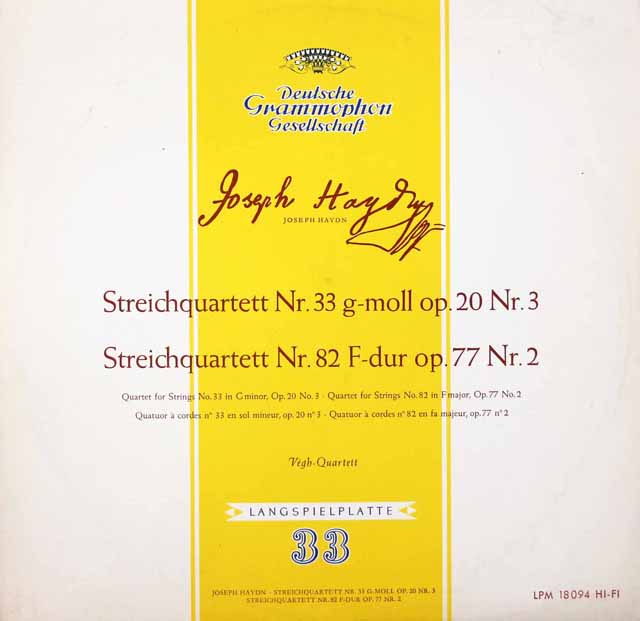 Deutsche
Grammophon
Gesellschaft
Joseph Haydn
JOSEPH HAYDN
Streichquartett Nr. 33 g-moll op. 20 Nr. 3
Streichquartett Nr. 82 F-dur op. 77 Nr. 2
Quartet for Strings No. 33 in G minor, Op. 20 No. 3 · Quartet for Strings No. 82 in F major, Op. 77 No. 2
Quatuor à cordes n° 33 en sol mineur, op. 20 n° 3 · Quatuor à cordes n° 82 en fa majeur, op. 77 n° 2
Végh-Quartett
LANGSPIELPLATTE
33
JOSEPH HAYDN · STREICHQUARTETT NR. 33 G-MOLL OP. 20 NR. 3
STREICHQUARTETT NR. 82 F-DUR OP. 77 NR. 2
LPM 18094 HI-FI